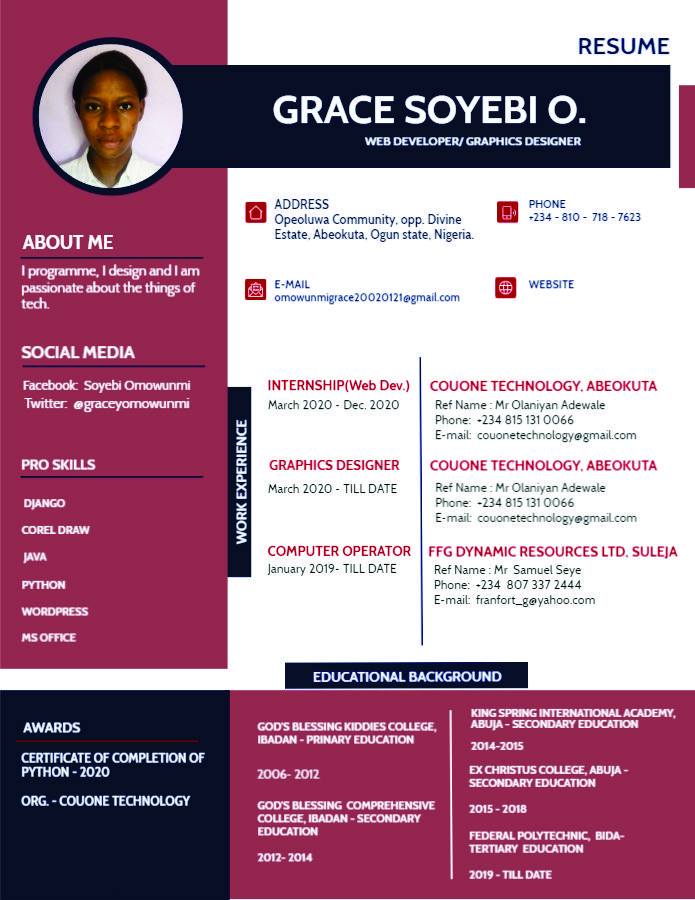 RESUME
GRACE SOYEBI O.
WEB DEVELOPER/ GRAPHICS DESIGNER
ADDRESS
Opeoluwa Community, opp. Divine
Estate, Abeokuta, Ogun state, Nigeria.
PHONE
+234 - 810 - 718 - 7623
E-MAIL
omowunmigrace20020121@gmail.com
WEBSITE
ABOUT ME
I programme, I design and I am
passionate about the things of
tech.
SOCIAL MEDIA
Facebook: Soyebi Omowunmi
Twitter: @graceyomowunmi
PRO SKILLS
DJANGO
COREL DRAW
JAVA
PYTHON
WORDPRESS
MS OFFICE
WORK EXPERIENCE
INTERNSHIP(Web Dev.)
March 2020 - Dec. 2020
COUONE TECHNOLOGY, ABEOKUTA
Ref Name : Mr Olaniyan Adewale
Phone: +234 815 131 0066
E-mail: couonetechnology@gmail.com
GRAPHICS DESIGNER
March 2020 - TILL DATE
COUONE TECHNOLOGY, ABEOKUTA
Ref Name : Mr Olaniyan Adewale
Phone: +234 815 131 0066
E-mail: couonetechnology@gmail.com
COMPUTER OPERATOR
January 2019- TILL DATE
FFG DYNAMIC RESOURCES LTD, SULEJA
Ref Name : Mr Samuel Seye
Phone: +234 807 337 2444
E-mail: franfort_g@yahoo.com
EDUCATIONAL BACKGROUND
AWARDS
CERTIFICATE OF COMPLETION OF
PYTHON - 2020
ORG. - COUONE TECHNOLOGY
GOD'S BLESSING KIDDIES COLLEGE,
IBADAN - PRIMARY EDUCATION
2006- 2012
GOD'S BLESSING COMPREHENSIVE
COLLEGE, IBADAN - SECONDARY
EDUCATION
2012- 2014
KING SPRING INTERNATIONAL ACADEMY,
ABUJA - SECONDARY EDUCATION
2014-2015
EX CHRISTUS COLLEGE, ABUJA -
SECONDARY EDUCATION
2015 - 2018
FEDERAL POLYTECHNIC, BIDA-
TERTIARY EDUCATION
2019 - TILL DATE